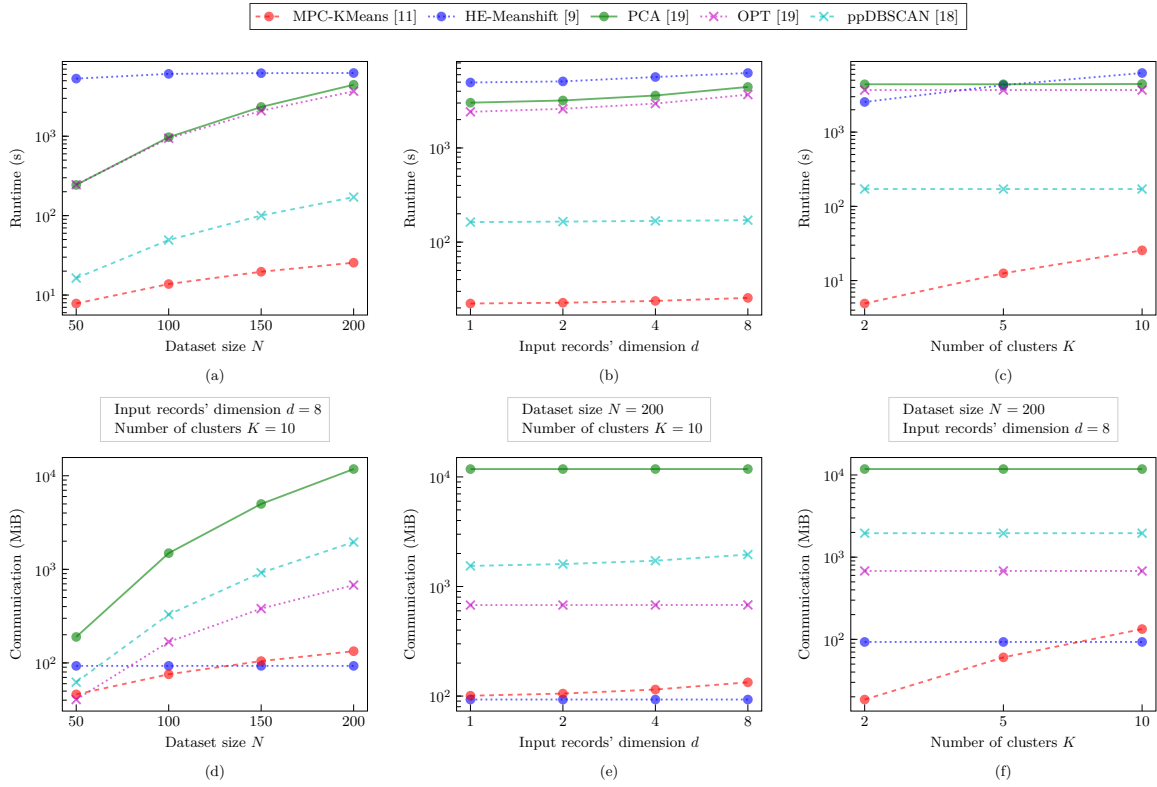 MPC-KMeans [11] HE-Meanshift [9] PCA [19] OPT [19] ppDBSCAN [18]
Runtime (s)
10^3
10^2
10^1
50 100 150 200
Dataset size N
(a)
Runtime (s)
10^3
10^2
1 2 4 8
Input records' dimension d
(b)
Runtime (s)
10^3
10^2
10^1
2 5 10
Number of clusters K
(c)
Input records' dimension d = 8
Number of clusters K = 10
Dataset size N = 200
Number of clusters K = 10
Dataset size N = 200
Input records' dimension d = 8
Communication (MiB)
10^4
10^3
10^2
50 100 150 200
Dataset size N
(d)
Communication (MiB)
10^4
10^3
10^2
1 2 4 8
Input records' dimension d
(e)
Communication (MiB)
10^4
10^3
10^2
2 5 10
Number of clusters K
(f)